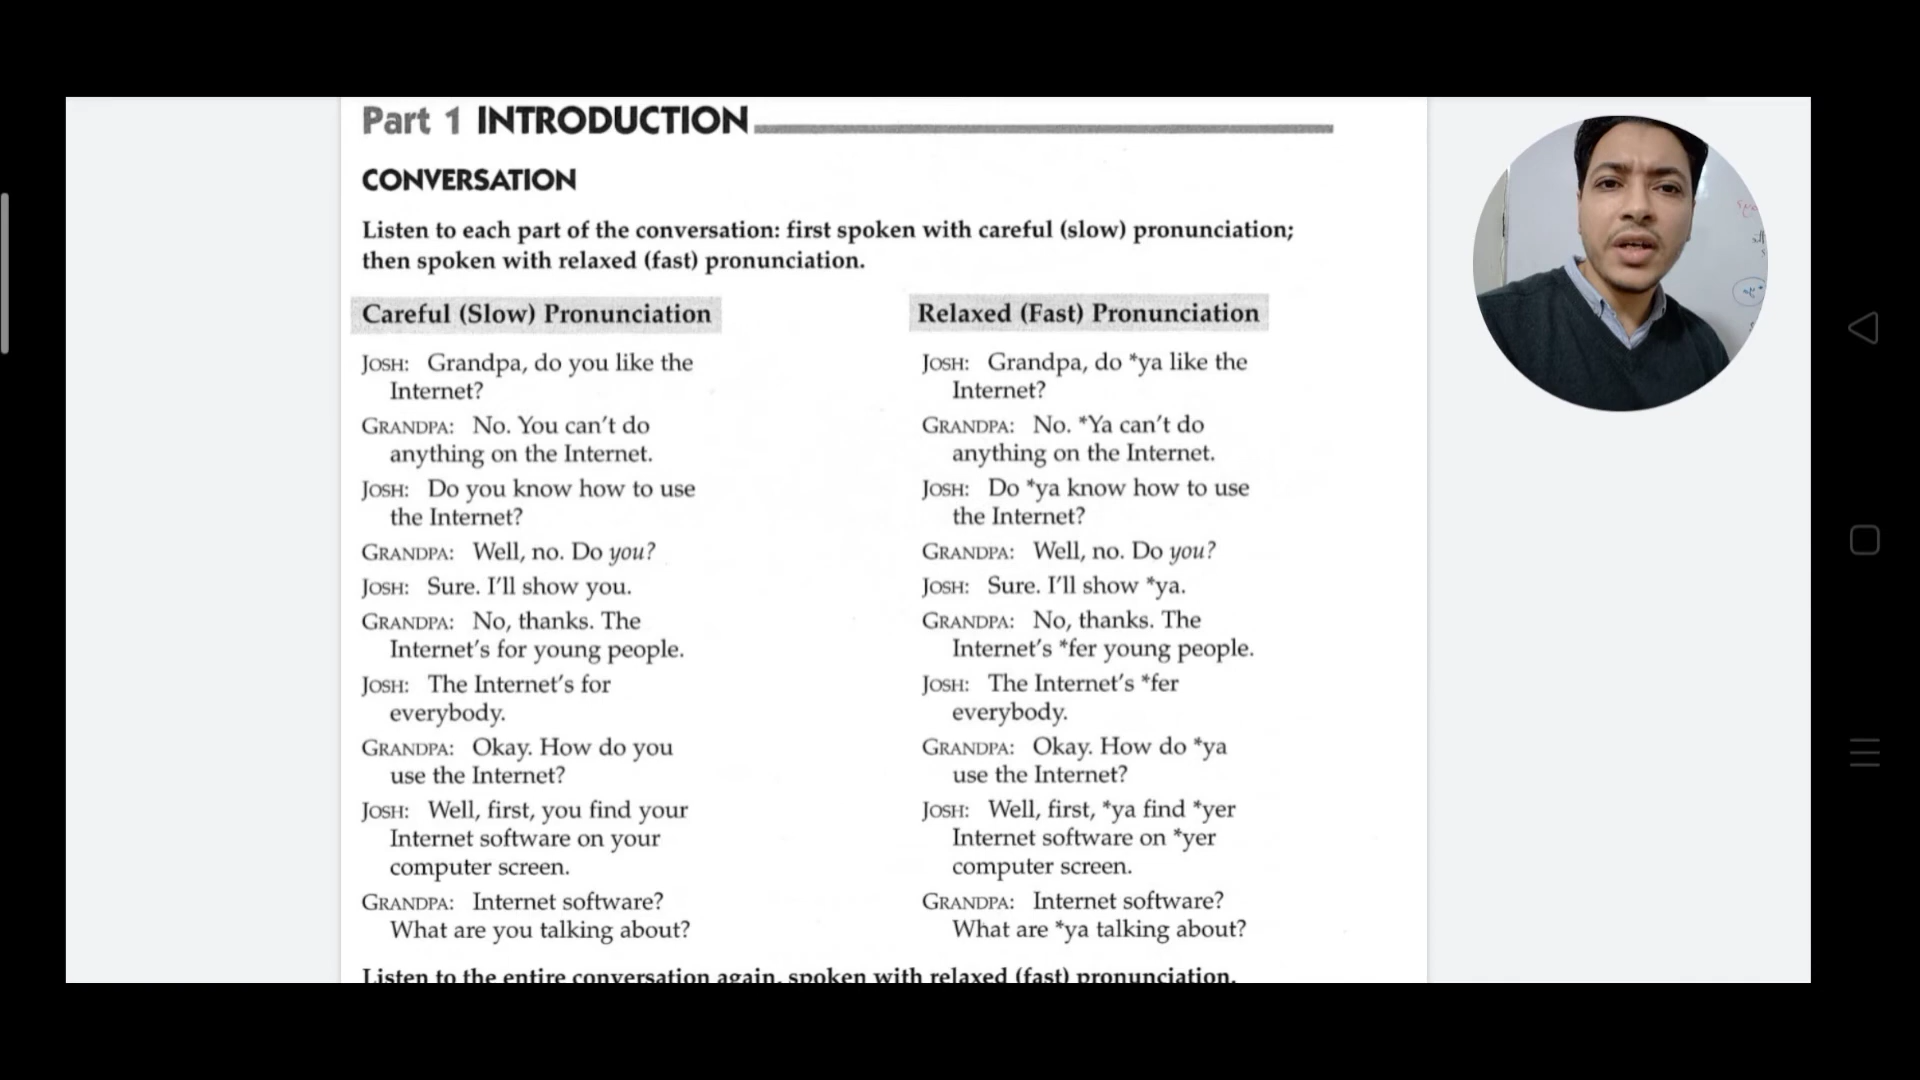 Part 1 INTRODUCTION
CONVERSATION
Listen to each part of the conversation: first spoken with careful (slow) pronunciation;
then spoken with relaxed (fast) pronunciation.
Careful (Slow) Pronunciation
JOSH: Grandpa, do you like the
Internet?
GRANDPA: No. You can't do
anything on the Internet.
JOSH: Do you know how to use
the Internet?
GRANDPA: Well, no. Do you?
JOSH: Sure. I'll show you.
GRANDPA: No, thanks. The
Internet's for young people.
JOSH: The Internet's for
everybody.
GRANDPA: Okay. How do you
use the Internet?
JOSH: Well, first, you find your
Internet software on your
computer screen.
GRANDPA: Internet software?
What are you talking about?
Relaxed (Fast) Pronunciation
JOSH: Grandpa, do *ya like the
Internet?
GRANDPA: No. *Ya can't do
anything on the Internet.
JOSH: Do *ya know how to use
the Internet?
GRANDPA: Well, no. Do you?
JOSH: Sure. I'll show *ya.
GRANDPA: No, thanks. The
Internet's *fer young people.
JOSH: The Internet's *fer
everybody.
GRANDPA: Okay. How do *ya
use the Internet?
JOSH: Well, first, *ya find *yer
Internet software on *yer
computer screen.
GRANDPA: Internet software?
What are *ya talking about?
Listen to the entire conversation again, spoken with relaxed (fast) pronunciation.